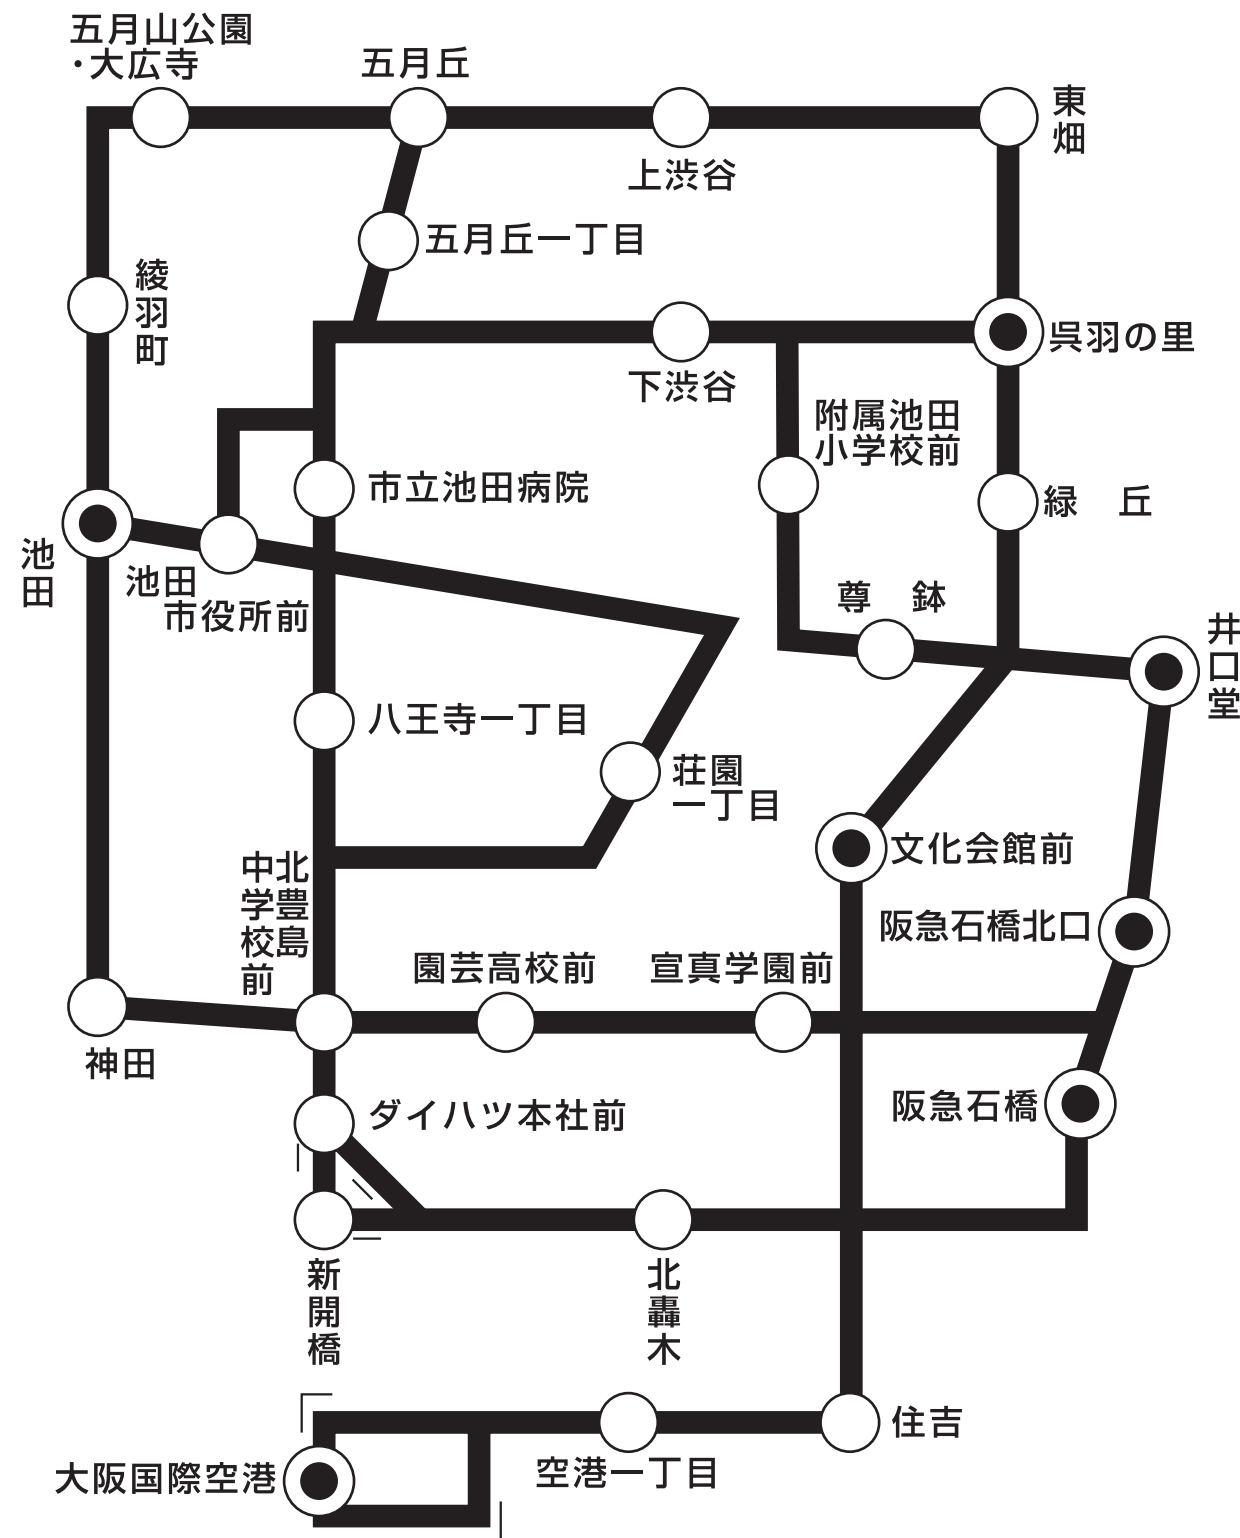 五月山公園
・大広寺
五月丘
東畑
上渋谷
五月丘一丁目
綾羽町
呉羽の里
下渋谷
附属池田
小学校前
市立池田病院
緑 丘
池田
池田
市役所前
尊 鉢
井口堂
八王寺一丁目
荘園
一丁目
文化会館前
北豊島
中学校前
阪急石橋北口
園芸高校前
宣真学園前
神田
阪急石橋
ダイハツ本社前
新開橋
北轟木
住吉
大阪国際空港
空港一丁目